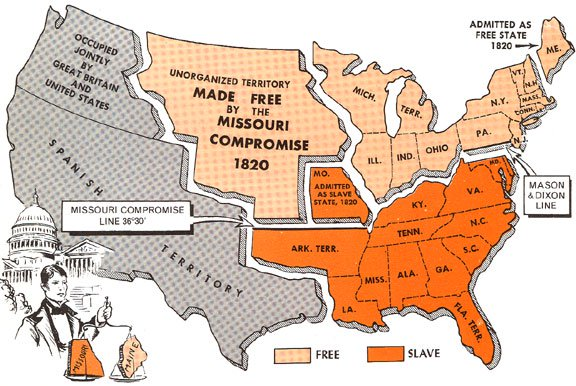 ADMITTED AS
FREE STATE
1820
ME.
OCCUPIED
JOINTLY
BY
GREAT BRITAIN
AND
UNITED STATES
UNORGANIZED TERRITORY
MADE FREE
BY THE
MISSOURI
COMPROMISE
1820
MICH.
TERR.
VT.
N.H.
N.Y.
MASS.
CONN.
PA.
N.J.
ILL.
IND.
OHIO
MO.
ADMITTED
AS SLAVE
STATE, 1820
MD.
MASON
& DIXON
LINE
SPANISH
TERRITORY
MISSOURI COMPROMISE
LINE 36°30'
KY.
VA.
TENN.
N.C.
ARK. TERR.
S.C.
MISS.
ALA.
GA.
LA.
FLA. TERR.
MISSOURI
MAINE
FREE
SLAVE